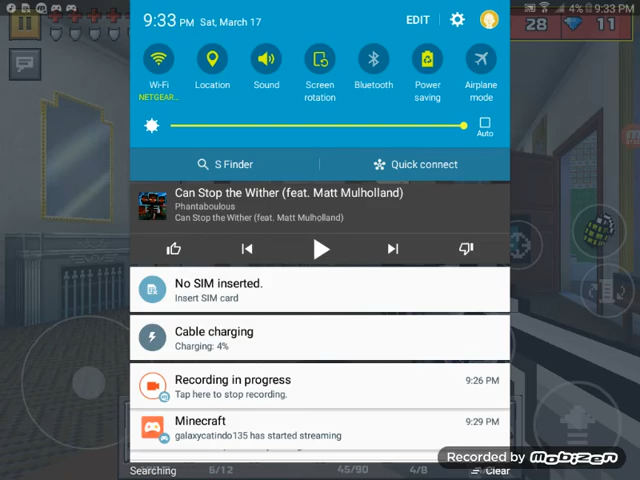 4% 9:33 PM
9:33 PM Sat, March 17
EDIT
28
11
Wi-Fi
NETGEAR...
Location
Sound
Screen rotation
Bluetooth
Power saving
Airplane mode
Auto
S Finder
Quick connect
Can Stop the Wither (feat. Matt Mulholland)
Phantaboulous
Can Stop the Wither (feat. Matt Mulholland)
No SIM inserted.
Insert SIM card
Cable charging
Charging: 4%
Recording in progress
9:26 PM
Tap here to stop recording.
Minecraft
9:29 PM
galaxycatindo135 has started streaming
Recorded by Mobizen
Searching
6/12
45/90
4/8
Clear